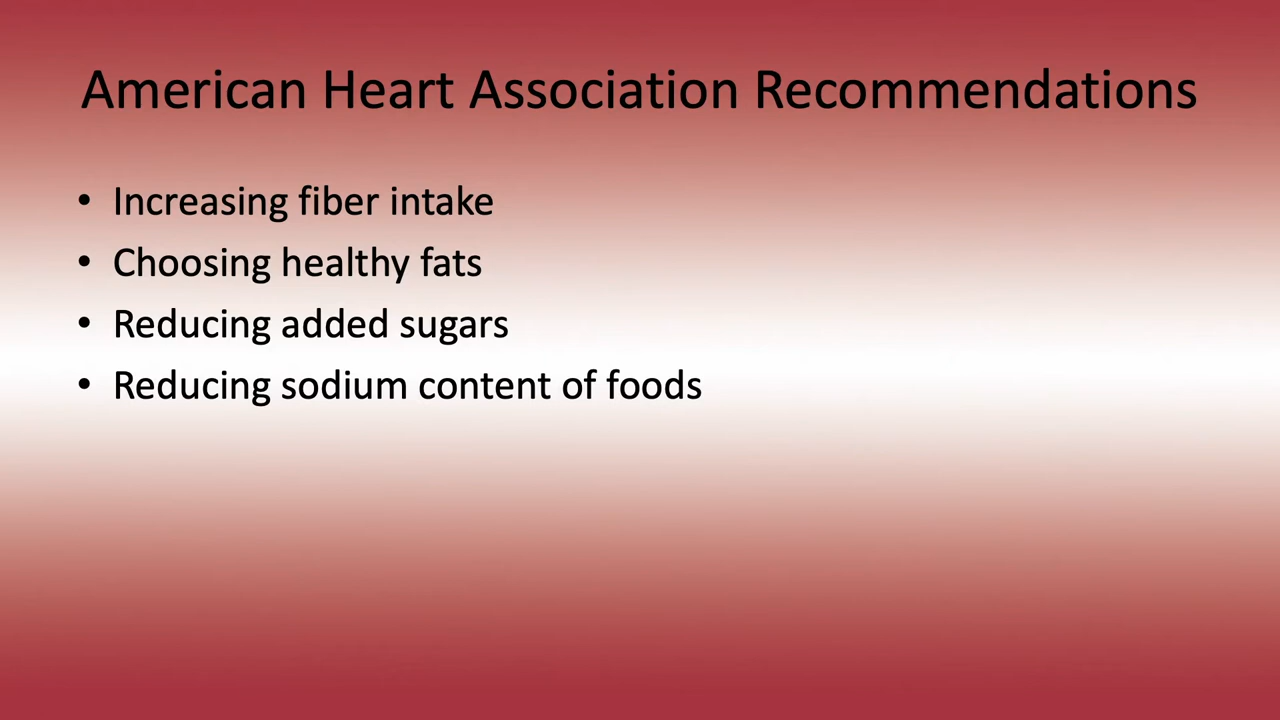 American Heart Association Recommendations
• Increasing fiber intake
• Choosing healthy fats
• Reducing added sugars
• Reducing sodium content of foods